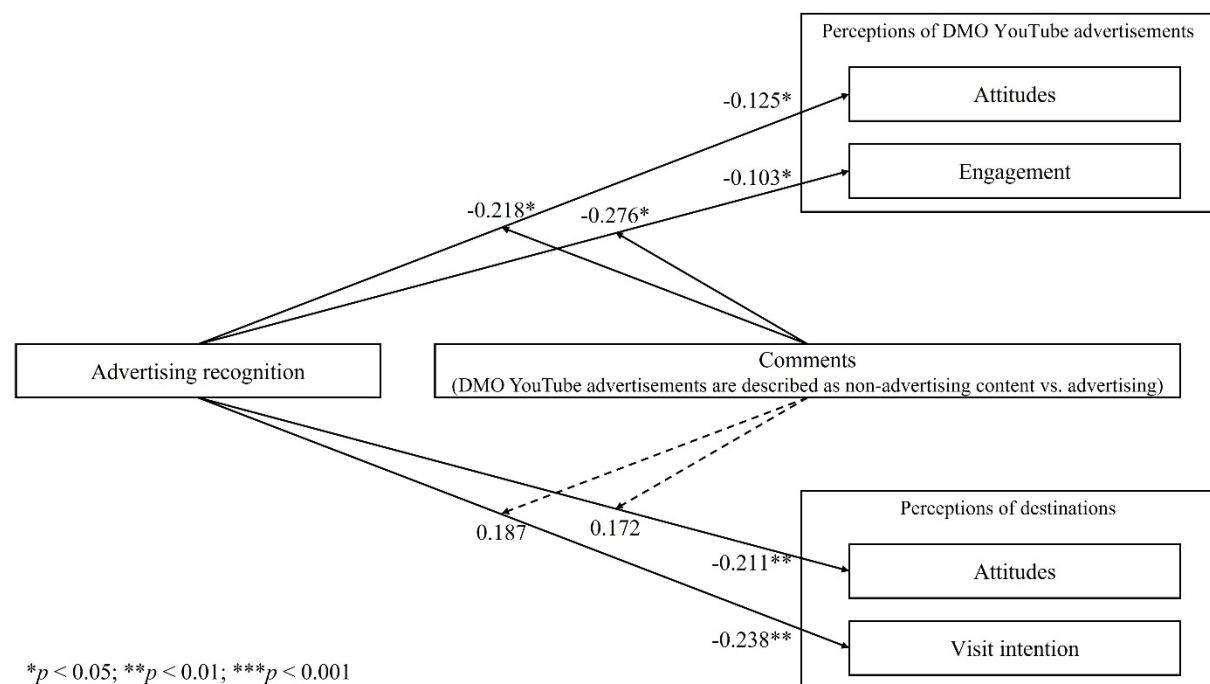 Perceptions of DMO YouTube advertisements
-0.125*
Attitudes
-0.103*
Engagement
-0.218*
-0.276*
Advertising recognition
Comments
(DMO YouTube advertisements are described as non-advertising content vs. advertising)
Perceptions of destinations
0.187
0.172
-0.211**
Attitudes
-0.238**
Visit intention
*p < 0.05; **p < 0.01; ***p < 0.001